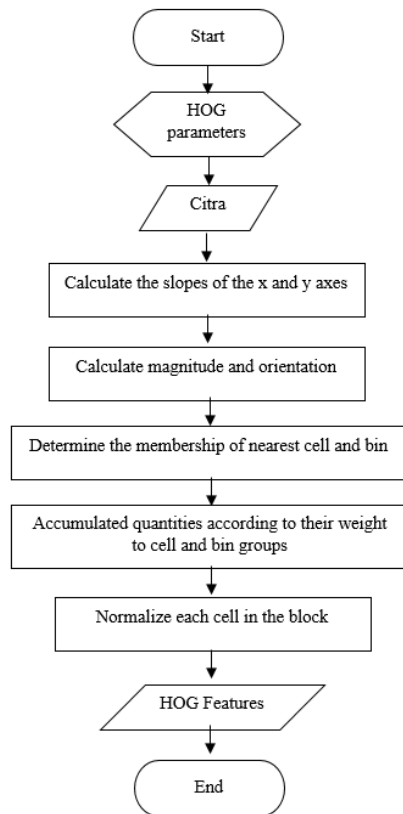 Start
HOG
parameters
Citra
Calculate the slopes of the x and y axes
Calculate magnitude and orientation
Determine the membership of nearest cell and bin
Accumulated quantities according to their weight
to cell and bin groups
Normalize each cell in the block
HOG Features
End